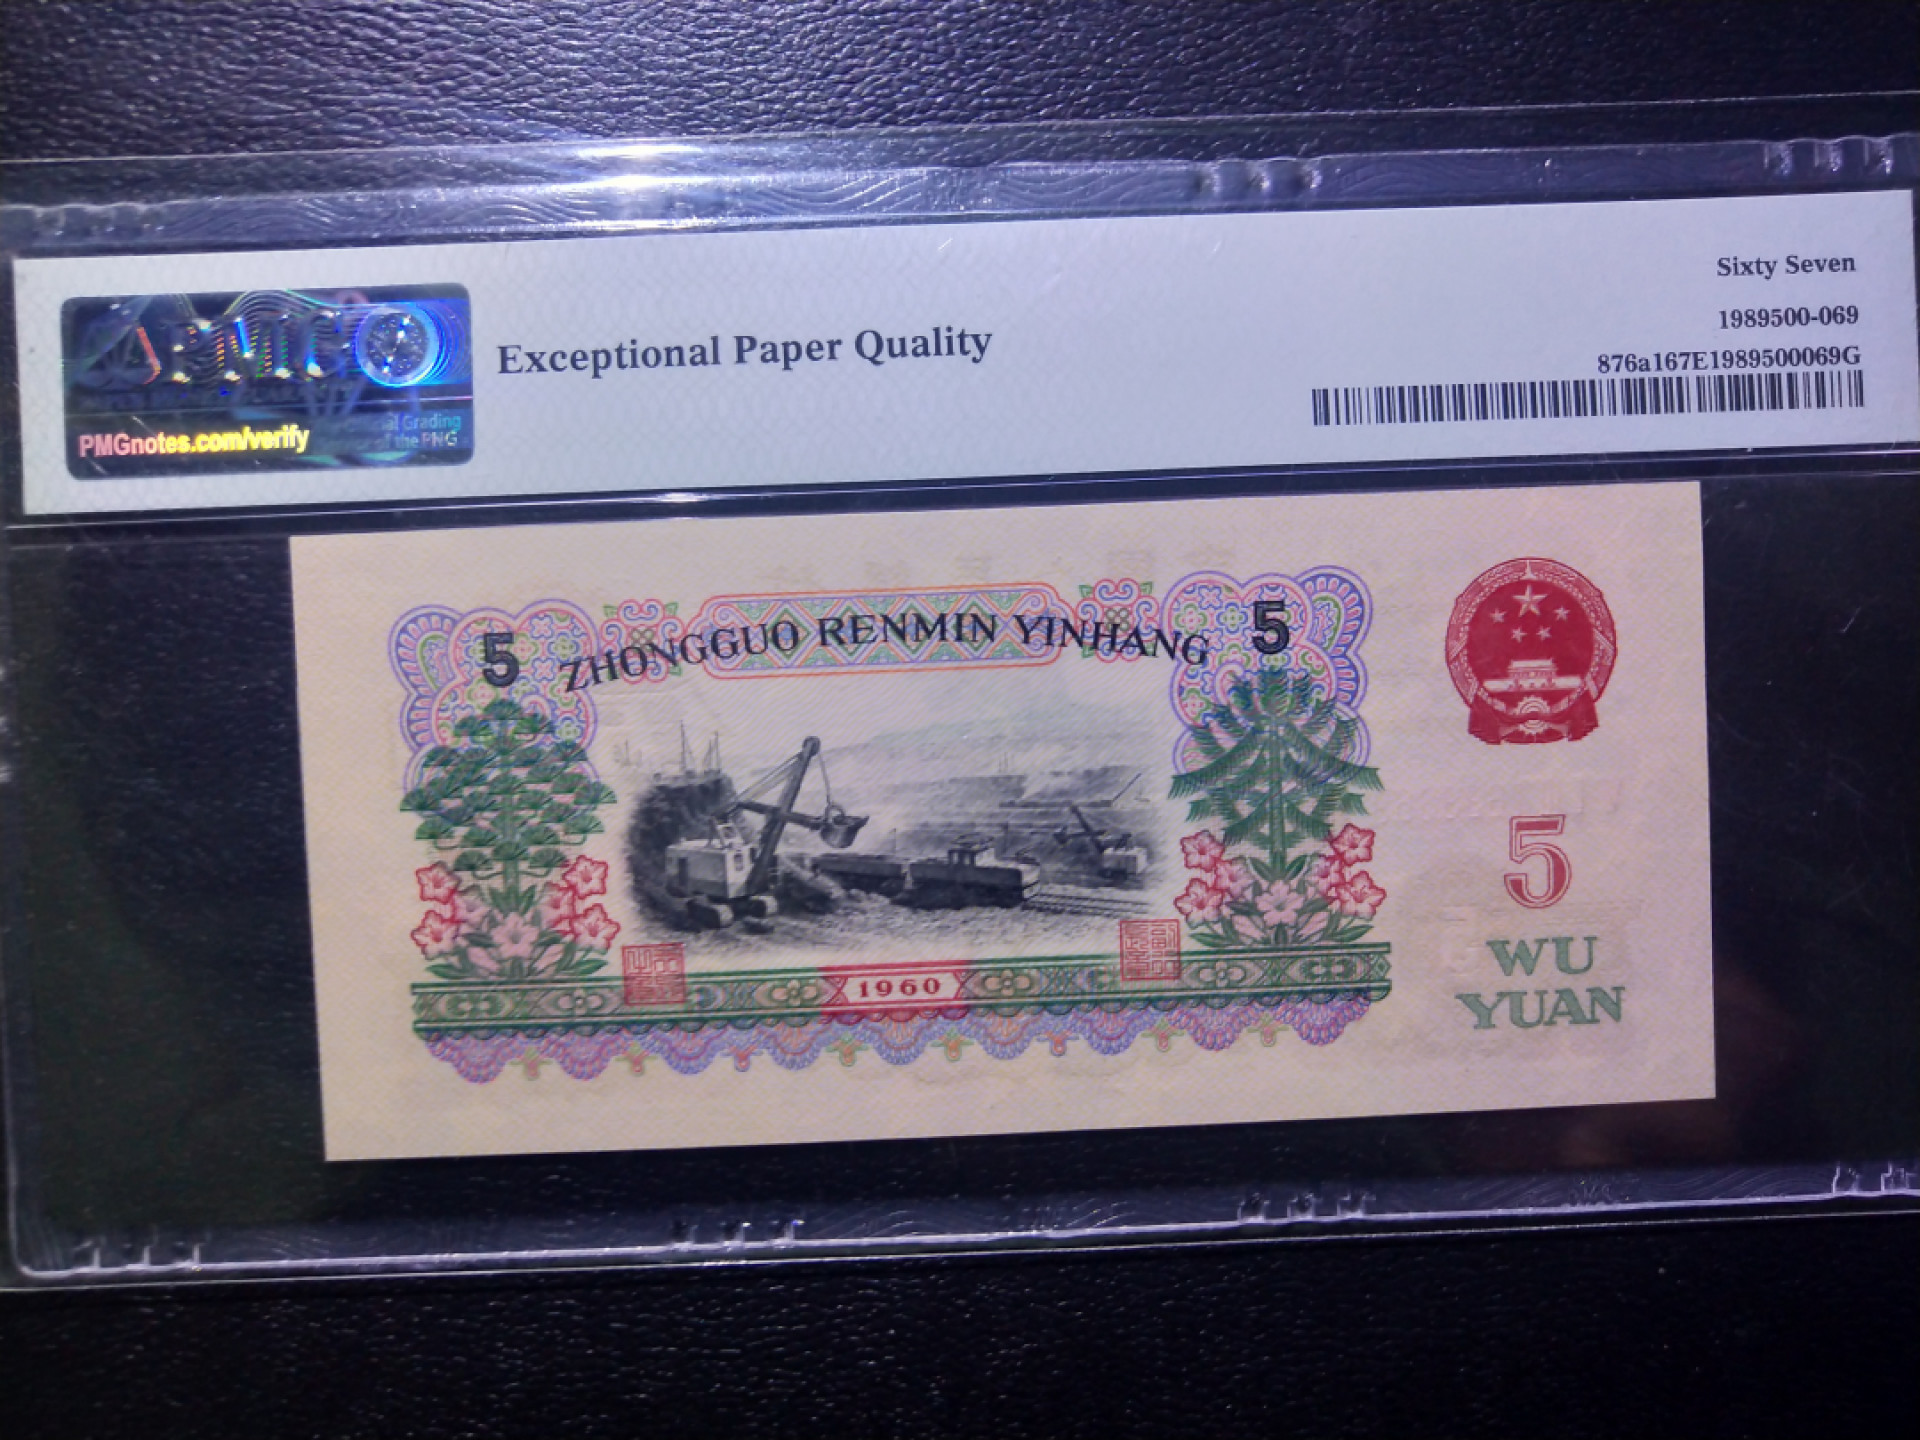 PMG
PMGnotes.com/verify
Exceptional Paper Quality
Sixty Seven
1989500-069
876a167E1989500069G
5
ZHONGGUO RENMIN YINHANG
5
1960
5
WU
YUAN